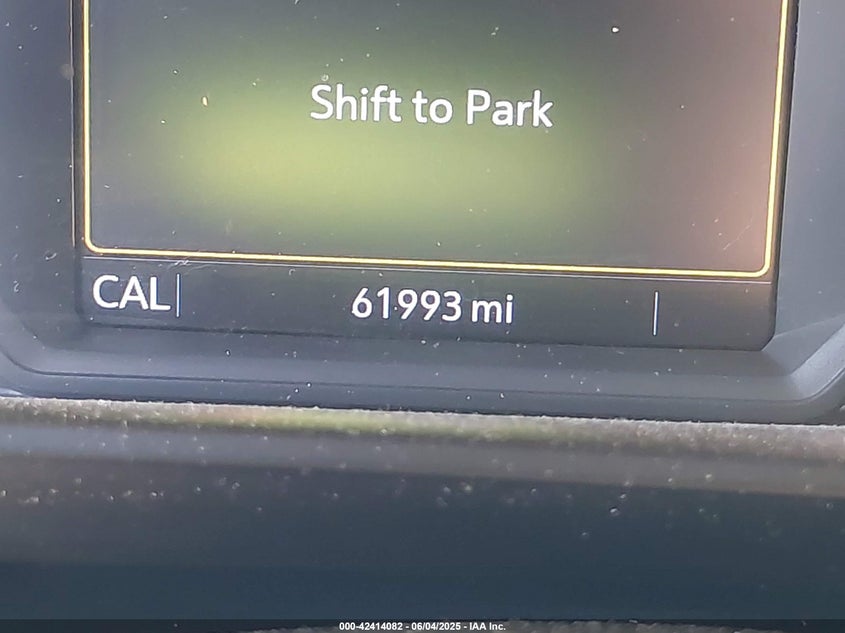 Shift to Park
CAL
61993 mi
000-42414082 - 06/04/2025 - IAA Inc.